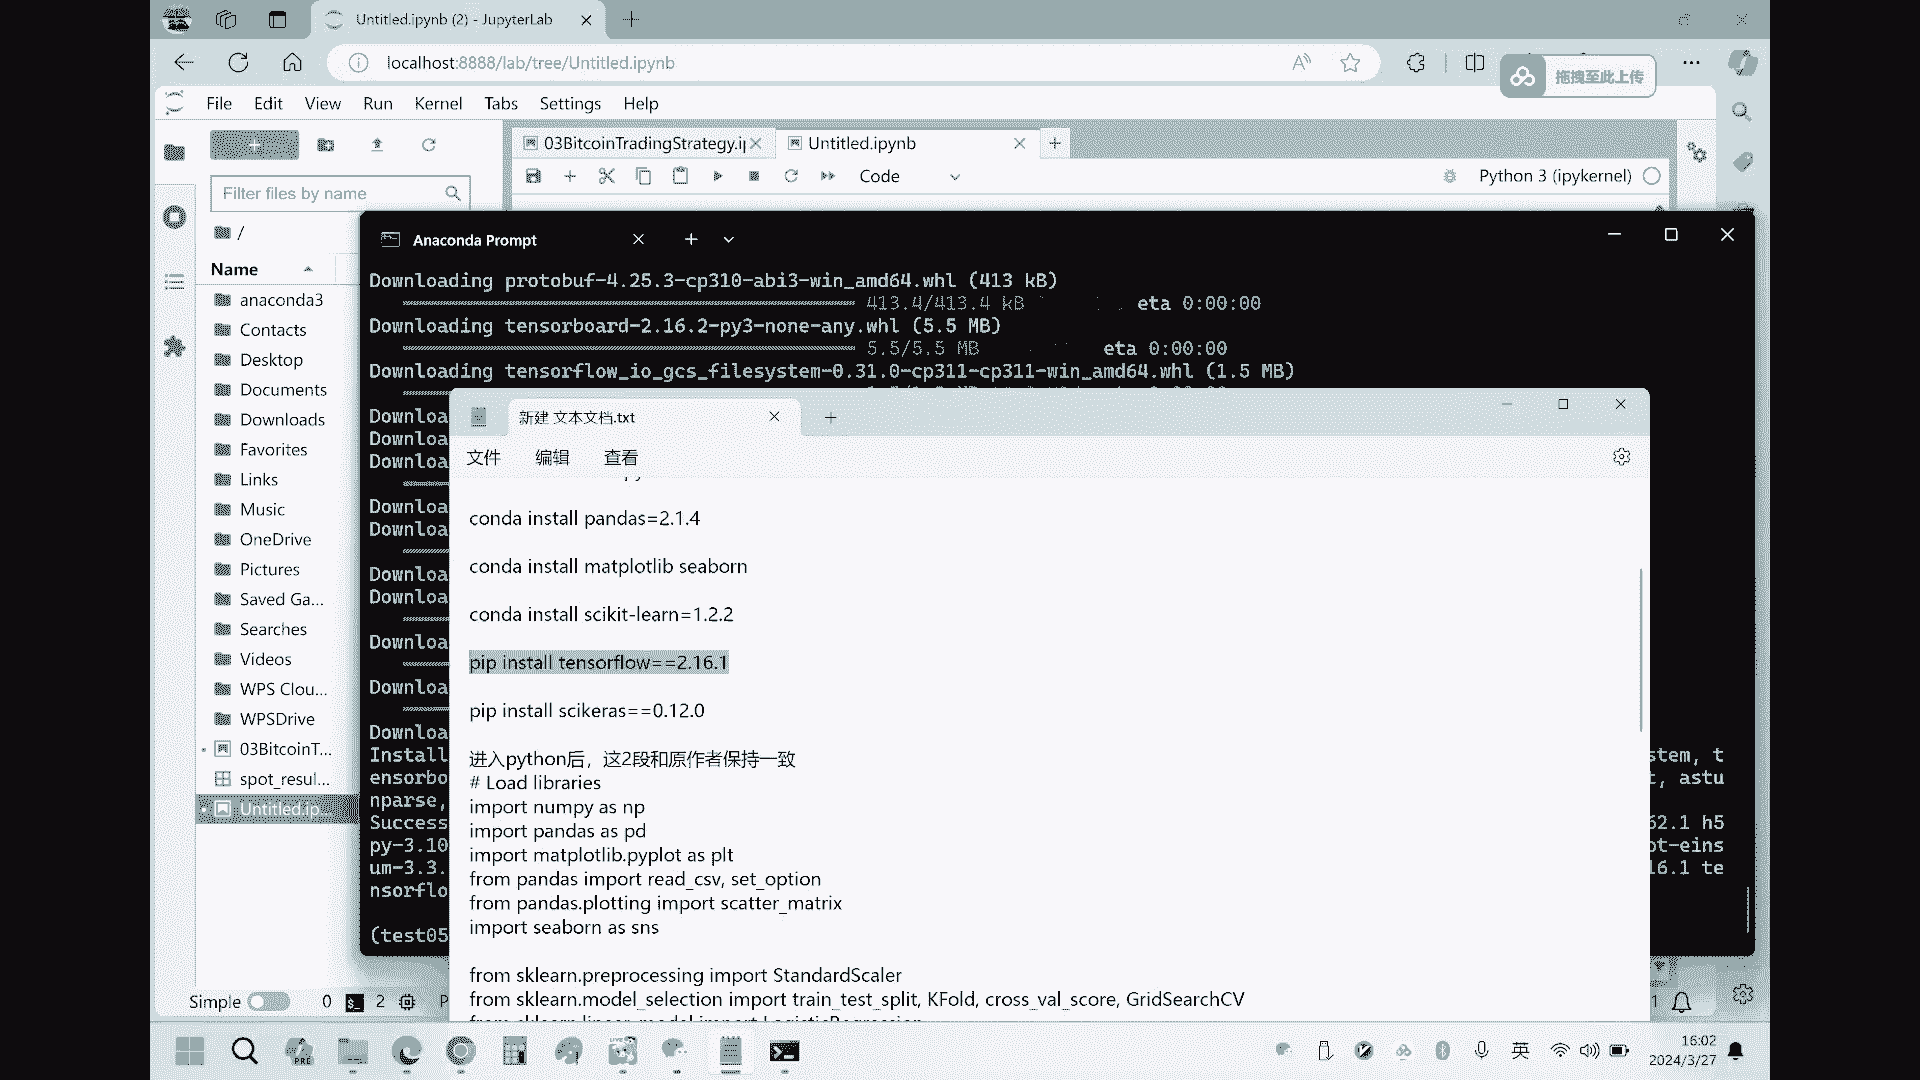 Untitled.ipynb (2) - JupyterLab
localhost:8888/lab/tree/Untitled.ipynb
拖拽至此上传
File Edit View Run Kernel Tabs Settings Help
03BitcoinTradingStrategy.i
Untitled.ipynb
Code
Python 3 (ipykernel)
Filter files by name
/
Name
anaconda3
Contacts
Desktop
Documents
Downloads
Favorites
Links
Music
OneDrive
Pictures
Saved Ga...
Searches
Videos
WPS Clou...
WPSDrive
03BitcoinT...
spot_resul...
Untitled.ip...
Simple 0 2
Anaconda Prompt
Downloading protobuf-4.25.3-cp310-abi3-win_amd64.whl (413 kB)
413.4/413.4 kB eta 0:00:00
Downloading tensorboard-2.16.2-py3-none-any.whl (5.5 MB)
5.5/5.5 MB eta 0:00:00
Downloading tensorflow_io_gcs_filesystem-0.31.0-cp311-cp311-win_amd64.whl (1.5 MB)
Downloa
Downloa
Downloa
Downloa
Downloa
Downloa
Downloa
Downloa
Downloa
Downloa
Install stem, t
ensorbo t, astu
nparse,
Success 62.1 h5
py-3.10 pt-eins
um-3.3. 16.1 te
nsorflo
(test05
新建 文本文档.txt
文件 编辑 查看
conda install pandas=2.1.4
conda install matplotlib seaborn
conda install scikit-learn=1.2.2
pip install tensorflow==2.16.1
pip install scikeras==0.12.0
进入python后，这2段和原作者保持一致
# Load libraries
import numpy as np
import pandas as pd
import matplotlib.pyplot as plt
from pandas import read_csv, set_option
from pandas.plotting import scatter_matrix
import seaborn as sns
from sklearn.preprocessing import StandardScaler
from sklearn.model_selection import train_test_split, KFold, cross_val_score, GridSearchCV
PRE
英
16:02
2024/3/27